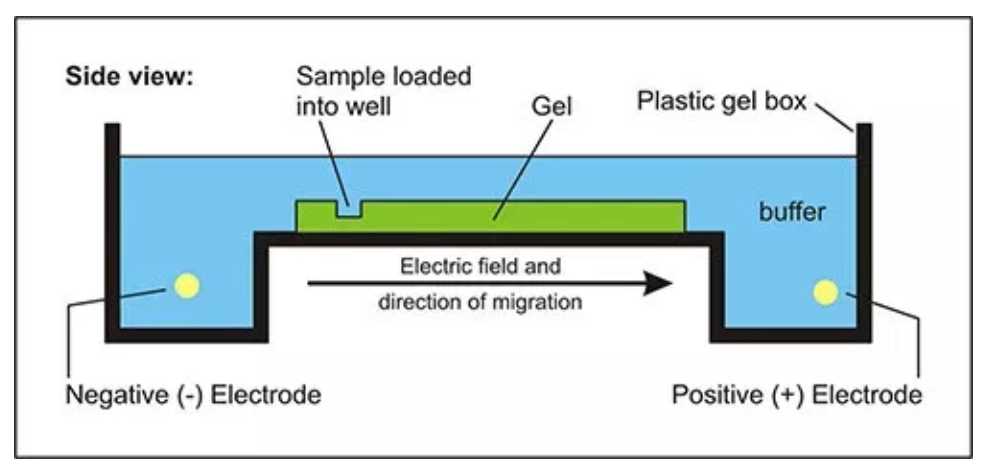 Side view:
Sample loaded
into well
Gel
Plastic gel box
buffer
Electric field and
direction of migration
Negative (-) Electrode
Positive (+) Electrode